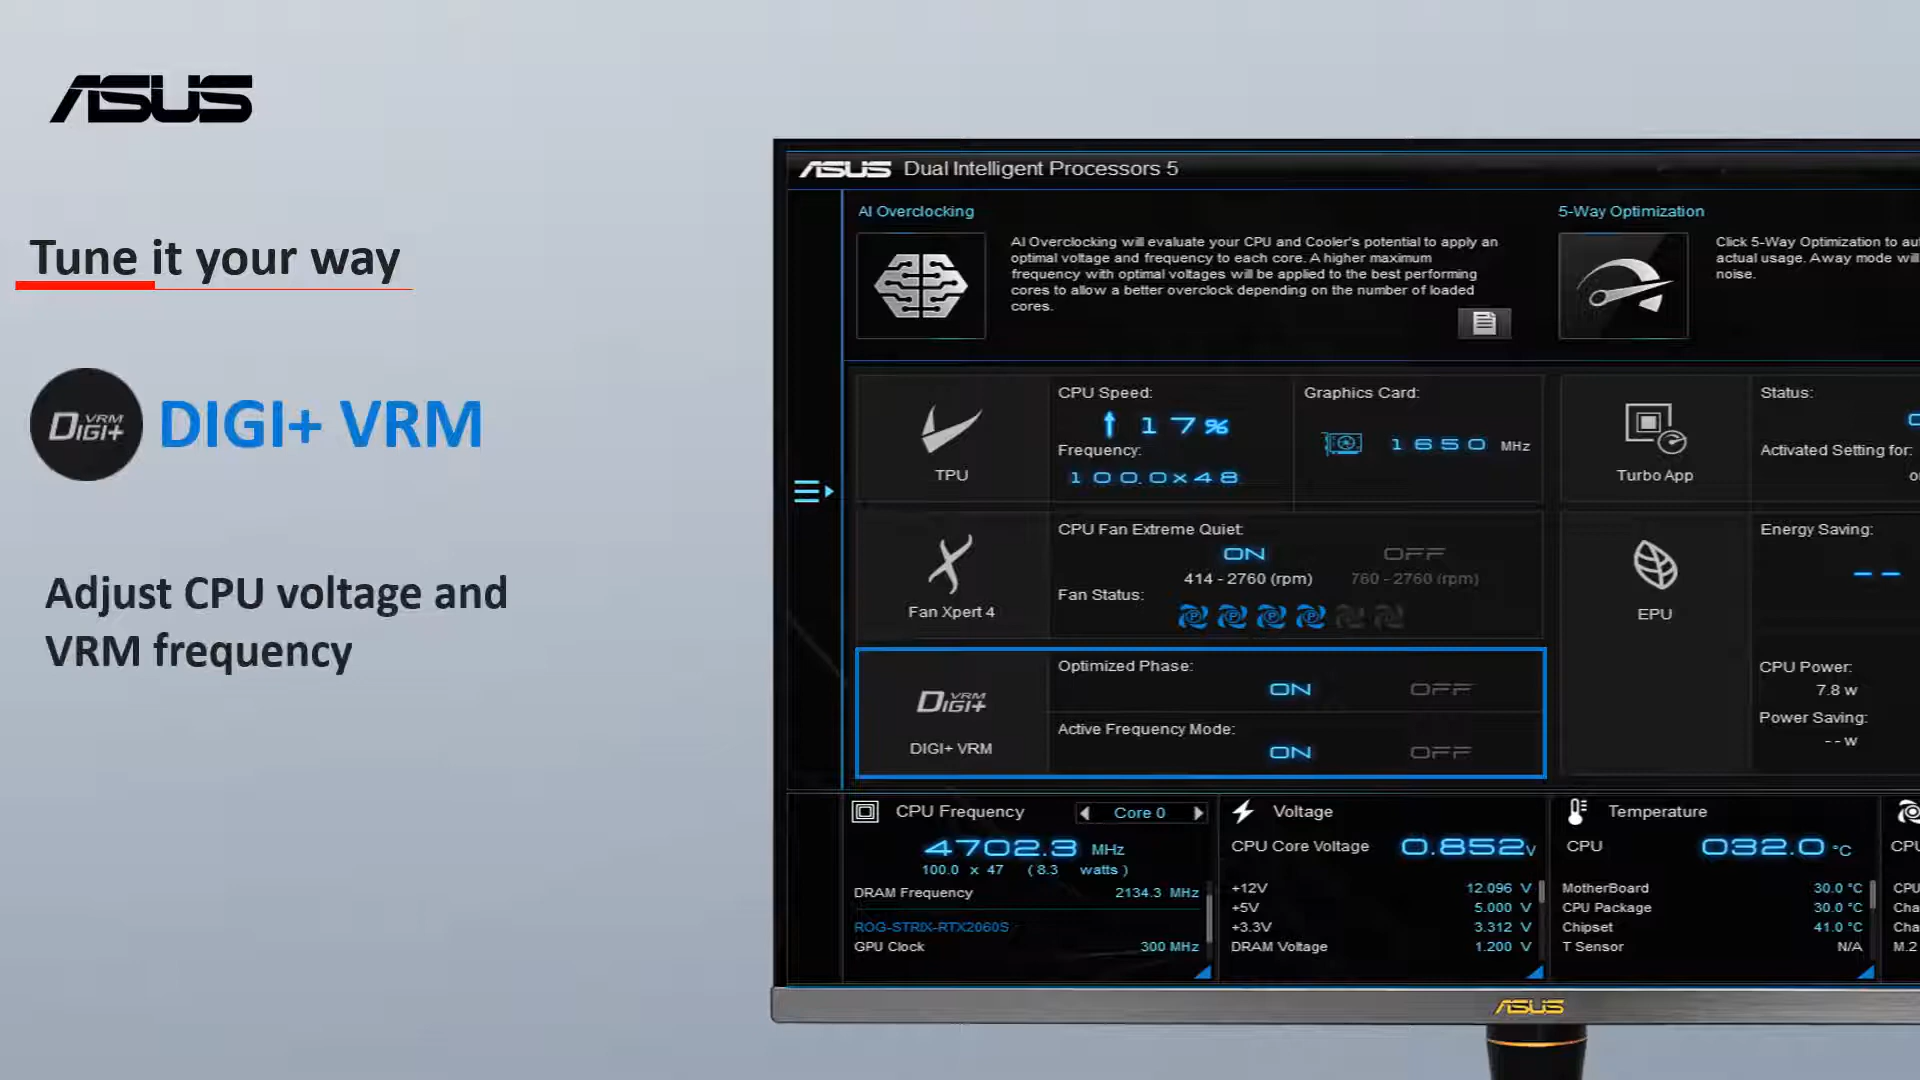 ASUS
Tune it your way
VRM
DIGI+
DIGI+ VRM
Adjust CPU voltage and
VRM frequency
ASUS Dual Intelligent Processors 5
AI Overclocking
AI Overclocking will evaluate your CPU and Cooler's potential to apply an
optimal voltage and frequency to each core. A higher maximum
frequency with optimal voltages will be applied to the best performing
cores to allow a better overclock depending on the number of loaded
cores.
5-Way Optimization
Click 5-Way Optimization to
actual usage. Away mode will
noise.
TPU
CPU Speed:
17%
Frequency:
100.0x48
Graphics Card:
1650 MHz
Turbo App
Status:
Activated Setting for:
Fan Xpert 4
CPU Fan Extreme Quiet:
ON OFF
414 - 2760 (rpm) 760 - 2760 (rpm)
Fan Status:
EPU
Energy Saving:
--
CPU Power:
7.8 w
Power Saving:
-- w
VRM
DIGI+
DIGI+ VRM
Optimized Phase:
ON OFF
Active Frequency Mode:
ON OFF
CPU Frequency Core 0
4702.3 MHz
100.0 x 47 (8.3 watts)
DRAM Frequency 2134.3 MHz
ROG-STRIX-RTX2060S
GPU Clock 300 MHz
Voltage
CPU Core Voltage 0.852V
+12V 12.096 V
+5V 5.000 V
+3.3V 3.312 V
DRAM Voltage 1.200 V
Temperature
CPU 032.0 °C
MotherBoard 30.0 °C
CPU Package 30.0 °C
Chipset 41.0 °C
T Sensor N/A
CPU
M.2
ASUS